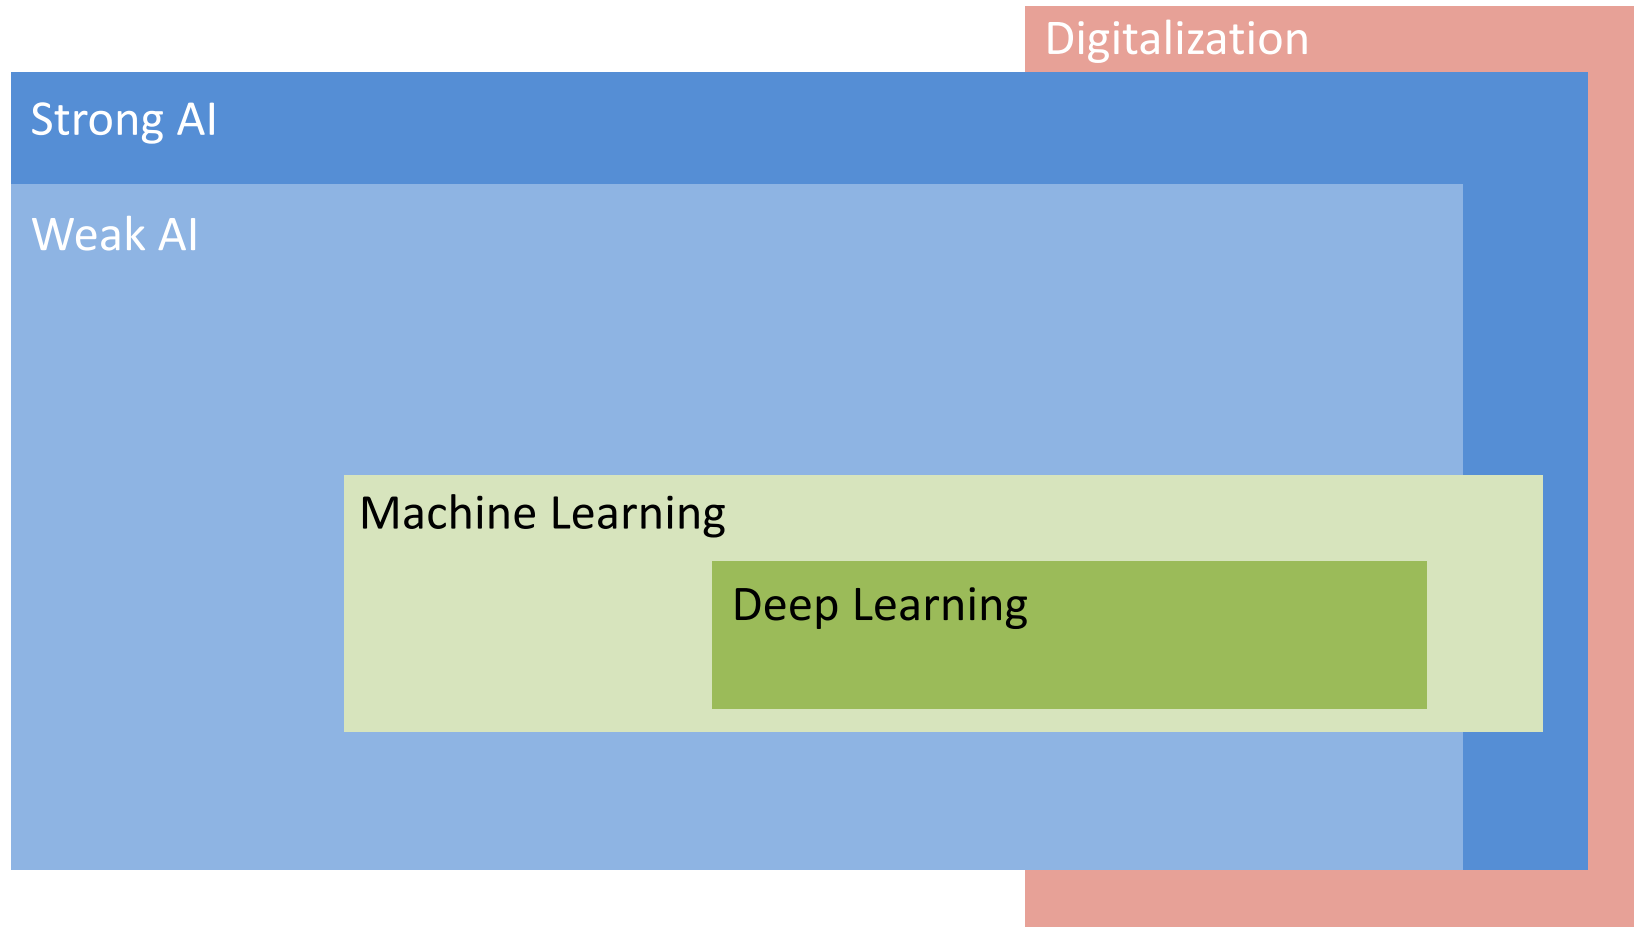 Digitalization
Strong AI
Weak AI
Machine Learning
Deep Learning